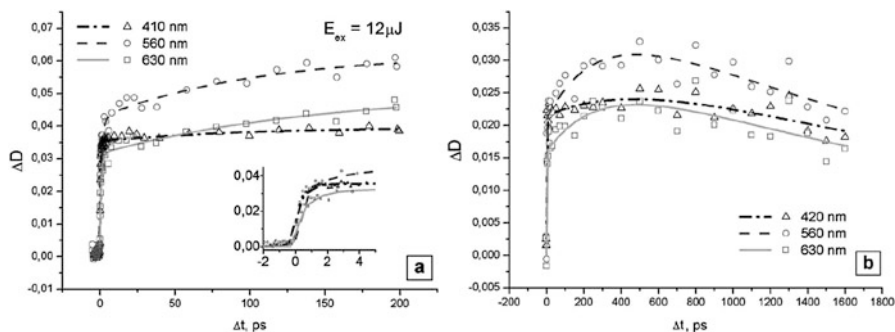 0,07
0,06
0,05
0,04
0,03
0,02
0,01
0,00
-0,01
ΔD
410 nm
560 nm
630 nm
E ex = 12μJ
0,04
0,02
0,00
-2 0 2 4
a
0 50 100 150 200
Δt, ps
0,035
0,030
0,025
0,020
0,015
0,010
0,005
0,000
-0,005
ΔD
420 nm
560 nm
630 nm
b
-200 0 200 400 600 800 1000 1200 1400 1600 1800
Δt, ps